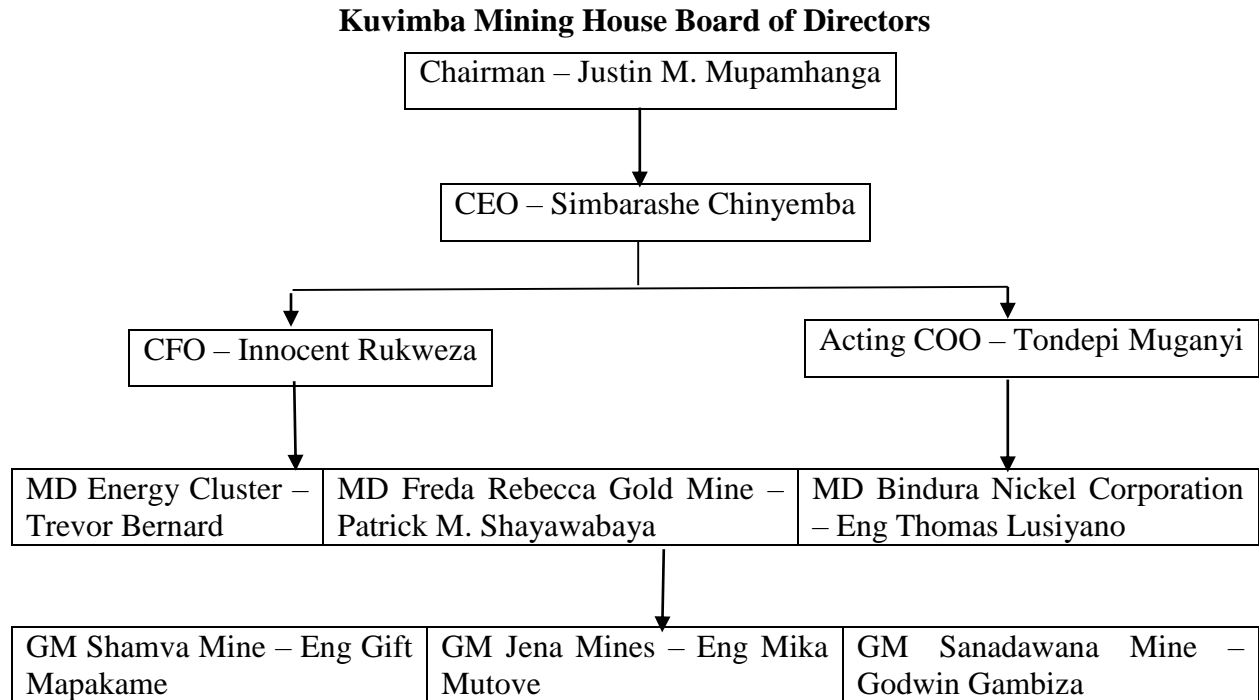 Kuvimba Mining House Board of Directors
Chairman – Justin M. Mupamhanga
CEO – Simbarashe Chinyemba
CFO – Innocent Rukweza
Acting COO – Tondepi Muganyi
MD Energy Cluster –
Trevor Bernard
MD Freda Rebecca Gold Mine –
Patrick M. Shayawabaya
MD Bindura Nickel Corporation
– Eng Thomas Lusiyano
GM Shamva Mine – Eng Gift
Mapakame
GM Jena Mines – Eng Mika
Mutove
GM Sanadawana Mine –
Godwin Gambiza